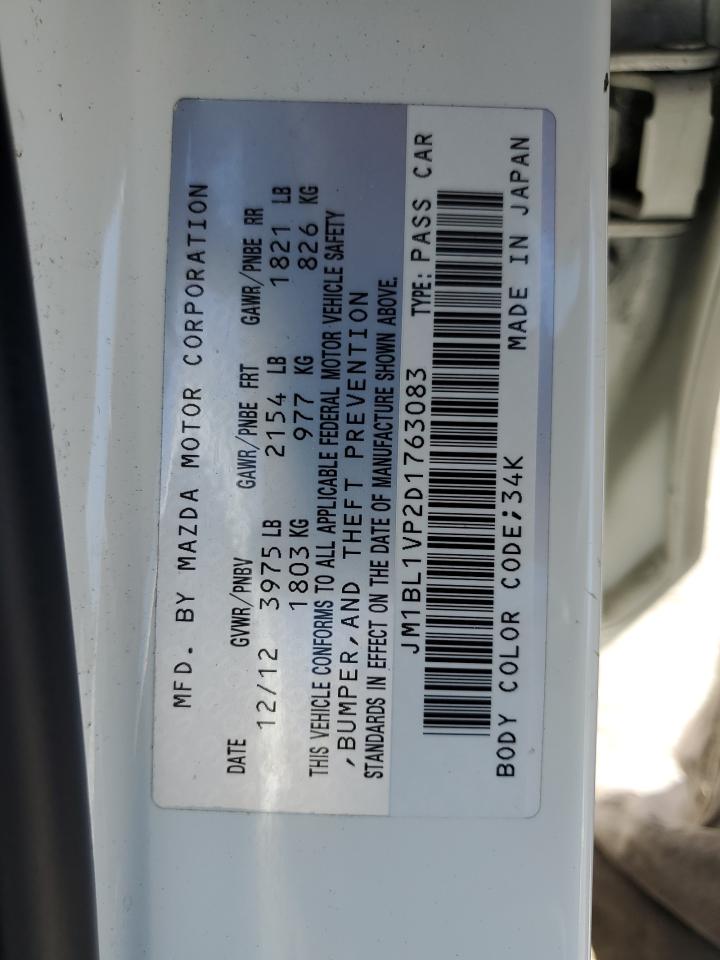 MFD. BY MAZDA MOTOR CORPORATION
DATE GVWR/PNBV GAWR/PNBE FRT GAWR/PNBE RR
12/12 3975 LB 2154 LB 1821 LB
1803 KG 977 KG 826 KG
THIS VEHICLE CONFORMS TO ALL APPLICABLE FEDERAL MOTOR VEHICLE SAFETY
,BUMPER,AND THEFT PREVENTION
STANDARDS IN EFFECT ON THE DATE OF MANUFACTURE SHOWN ABOVE.
JM1BL1VP2D1763083 TYPE: PASS CAR
BODY COLOR CODE;34K MADE IN JAPAN